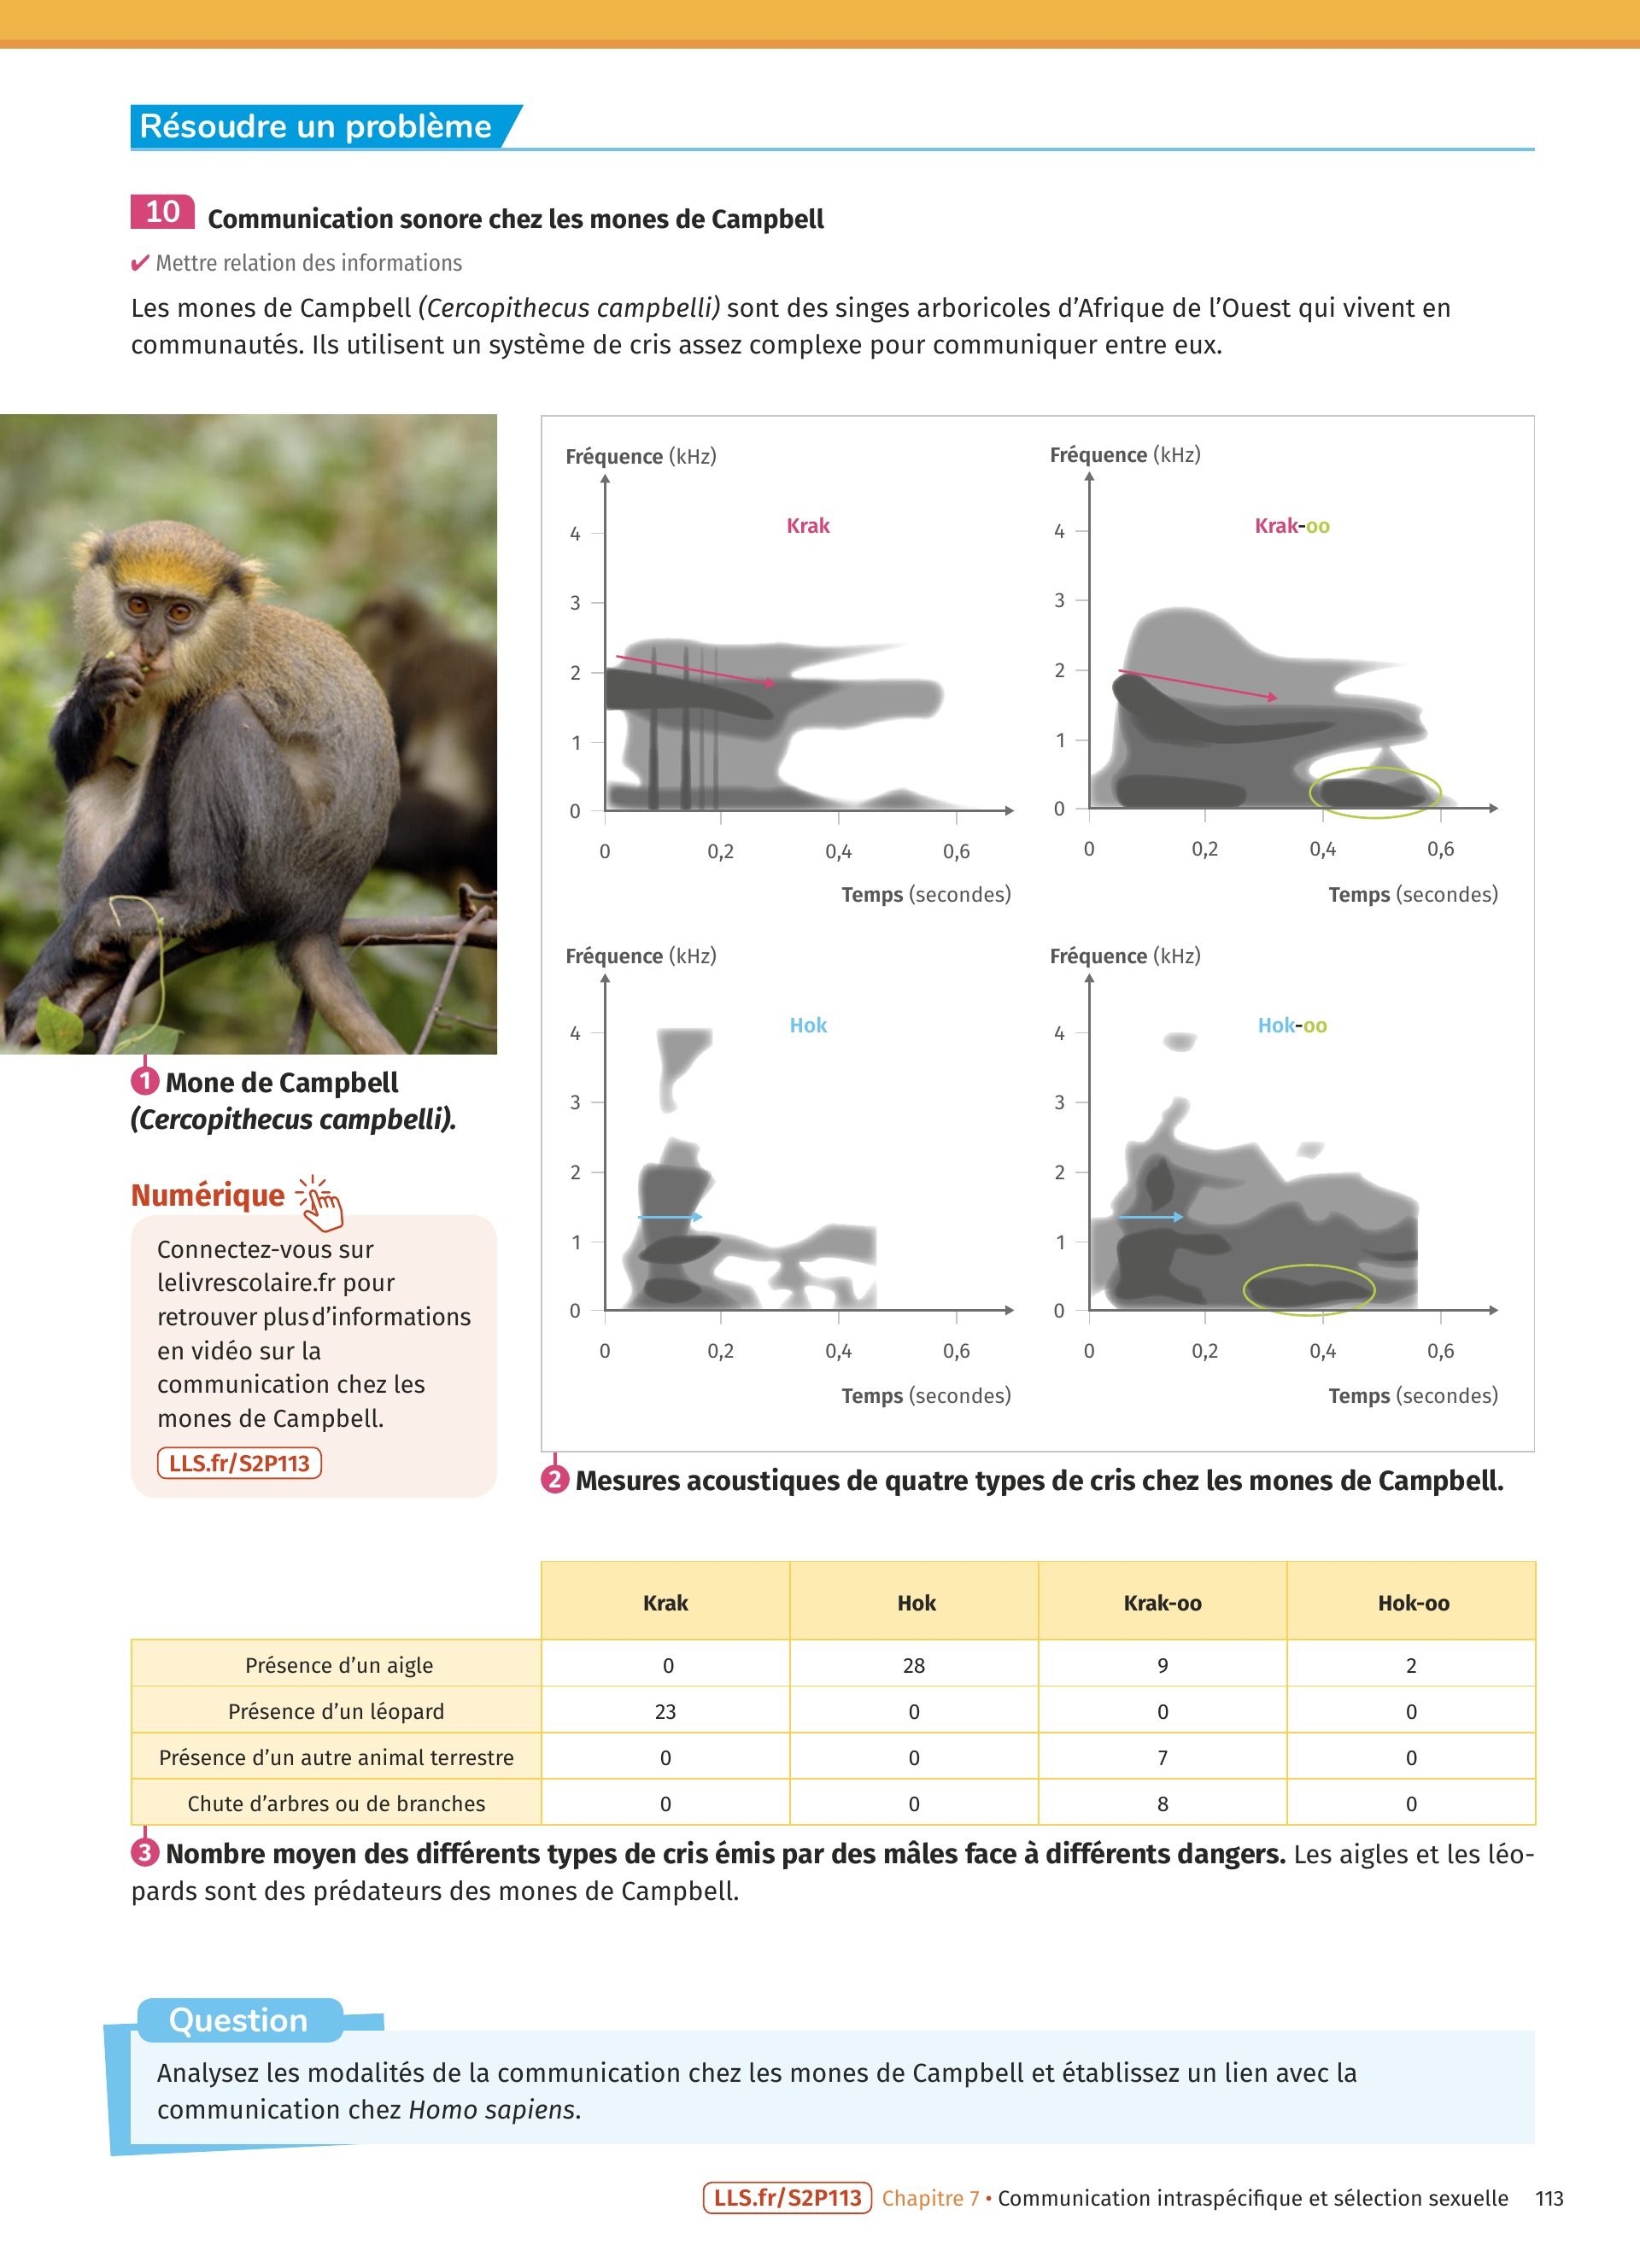 Résoudre un problème
10 Communication sonore chez les mones de Campbell
✔ Mettre relation des informations
Les mones de Campbell (Cercopithecus campbelli) sont des singes arboricoles d'Afrique de l'Ouest qui vivent en
communautés. Ils utilisent un système de cris assez complexe pour communiquer entre eux.
Fréquence (kHz)
Krak
4
3
2
1
0
0 0,2 0,4 0,6
Temps (secondes)
Fréquence (kHz)
Krak-oo
4
3
2
1
0
0 0,2 0,4 0,6
Temps (secondes)
Fréquence (kHz)
Hok
4
3
2
1
0
0 0,2 0,4 0,6
Temps (secondes)
Fréquence (kHz)
Hok-oo
4
3
2
1
0
0 0,2 0,4 0,6
Temps (secondes)
1 Mone de Campbell
(Cercopithecus campbelli).
Numérique
Connectez-vous sur
lelivrescolaire.fr pour
retrouver plus d'informations
en vidéo sur la
communication chez les
mones de Campbell.
LLS.fr/S2P113
2 Mesures acoustiques de quatre types de cris chez les mones de Campbell.
Krak Hok Krak-oo Hok-oo
Présence d'un aigle 0 28 9 2
Présence d'un léopard 23 0 0 0
Présence d'un autre animal terrestre 0 0 7 0
Chute d'arbres ou de branches 0 0 8 0
3 Nombre moyen des différents types de cris émis par des mâles face à différents dangers. Les aigles et les léo-
pards sont des prédateurs des mones de Campbell.
Question
Analysez les modalités de la communication chez les mones de Campbell et établissez un lien avec la
communication chez Homo sapiens.
LLS.fr/S2P113 Chapitre 7 • Communication intraspécifique et sélection sexuelle 113